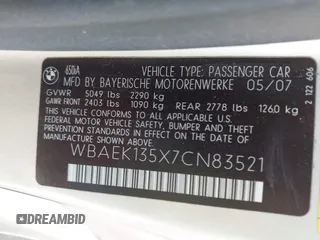 BMW
650iA
VEHICLE TYPE: PASSENGER CAR
MFD BY BAYERISCHE MOTORENWERKE 05/07
GVWR 5049 lbs 2290 kg
GAWR FRONT 2403 lbs 1090 kg REAR 2778 lbs 1260 kg
THIS VEHICLE CONFORMS TO ALL APPLICABLE
FEDERAL MOTOR VEHICLE SAFETY, BUMPER,
AND THEFT PREVENTION STANDARDS IN EFFECT
ON THE DATE OF MANUFACTURE SHOWN ABOVE.
WBAEK135X7CN83521
2 122 606
DREAMBID